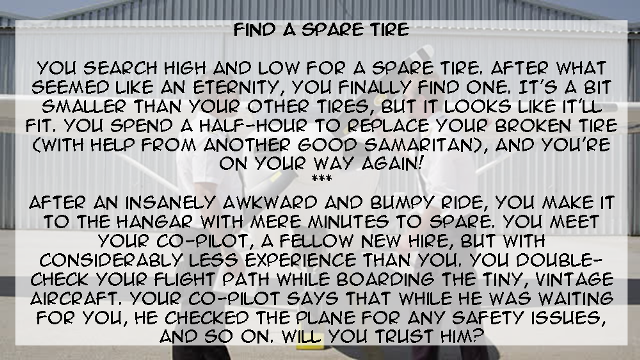 FIND A SPARE TIRE
YOU SEARCH HIGH AND LOW FOR A SPARE TIRE. AFTER WHAT
SEEMED LIKE AN ETERNITY, YOU FINALLY FIND ONE. IT'S A BIT
SMALLER THAN YOUR OTHER TIRES, BUT IT LOOKS LIKE IT'LL
FIT. YOU SPEND A HALF-HOUR TO REPLACE YOUR BROKEN TIRE
(WITH HELP FROM ANOTHER GOOD SAMARITAN), AND YOU'RE
ON YOUR WAY AGAIN!
***
AFTER AN INSANELY AWKWARD AND BUMPY RIDE, YOU MAKE IT
TO THE HANGAR WITH MERE MINUTES TO SPARE. YOU MEET
YOUR CO-PILOT, A FELLOW NEW HIRE, BUT WITH
CONSIDERABLY LESS EXPERIENCE THAN YOU. YOU DOUBLE-
CHECK YOUR FLIGHT PATH WHILE BOARDING THE TINY, VINTAGE
AIRCRAFT. YOUR CO-PILOT SAYS THAT WHILE HE WAS WAITING
FOR YOU, HE CHECKED THE PLANE FOR ANY SAFETY ISSUES,
AND SO ON. WILL YOU TRUST HIM?